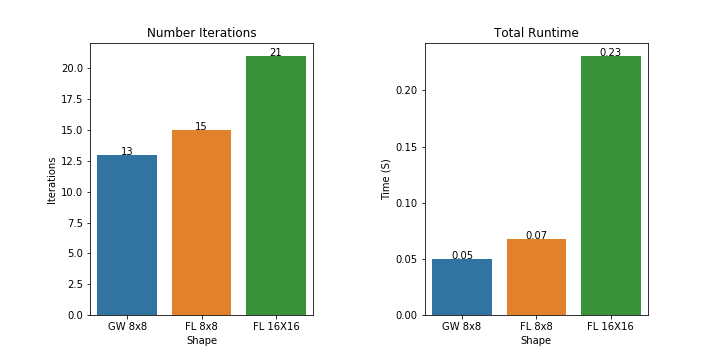 Number Iterations
21
15
13
20.0
17.5
15.0
12.5
10.0
7.5
5.0
2.5
0.0
Iterations
GW 8x8 FL 8x8 FL 16X16
Shape
Total Runtime
0.23
0.07
0.05
0.20
0.15
0.10
0.05
0.00
Time (S)
GW 8x8 FL 8x8 FL 16X16
Shape